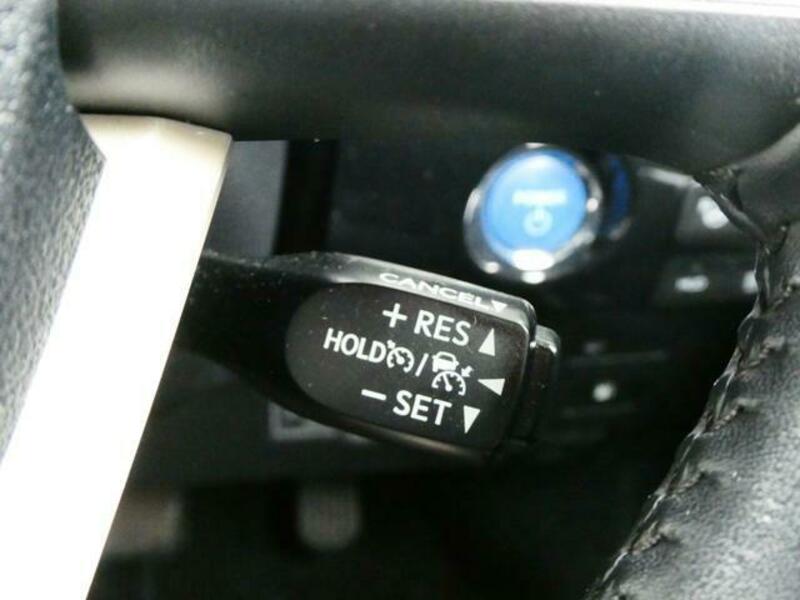 POWER
CANCEL▼
+ RES ▲
HOLD / ◀
− SET ▼